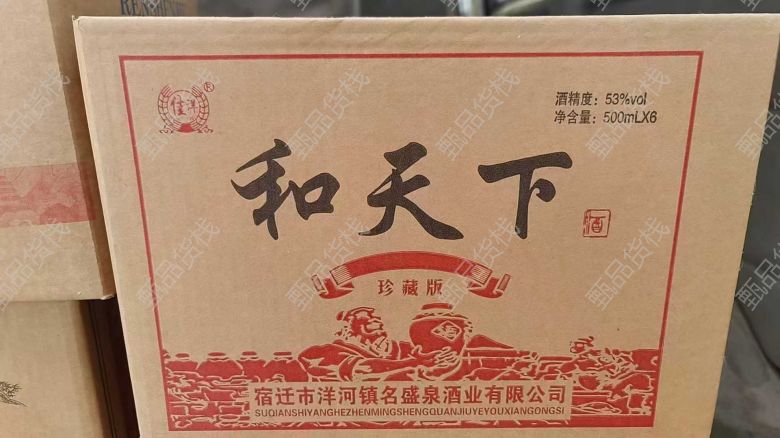 RESIDENT
佳洋®
酒精度：53%vol
净含量：500mLX6
和天下
酒
珍藏版
酒
宿迁市洋河镇名盛泉酒业有限公司
SUQIANSHIYANGHEZHENMINGSHENGQUANJIUYEYOUXIANGONGSI
甄品货栈